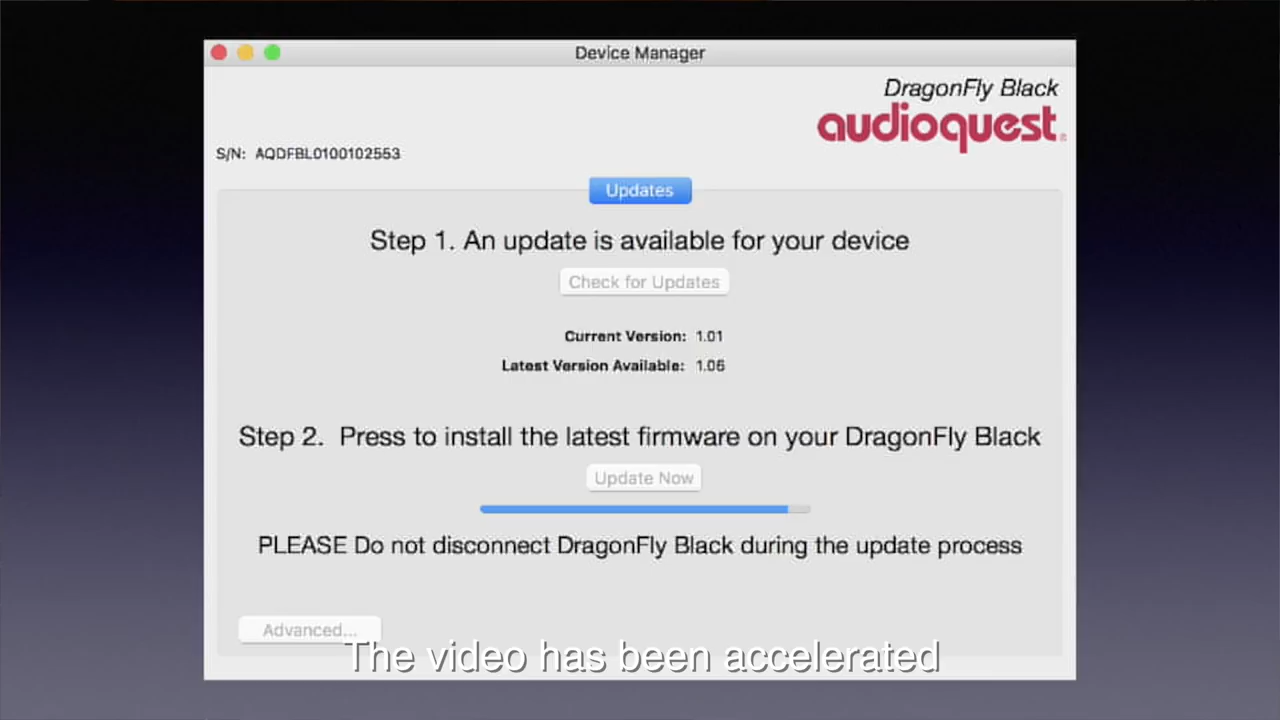 Device Manager
DragonFly Black
audioquest®
S/N: AQDFBL0100102553
Updates
Step 1. An update is available for your device
Check for Updates
Current Version: 1.01
Latest Version Available: 1.06
Step 2. Press to install the latest firmware on your DragonFly Black
Update Now
PLEASE Do not disconnect DragonFly Black during the update process
Advanced...
The video has been accelerated